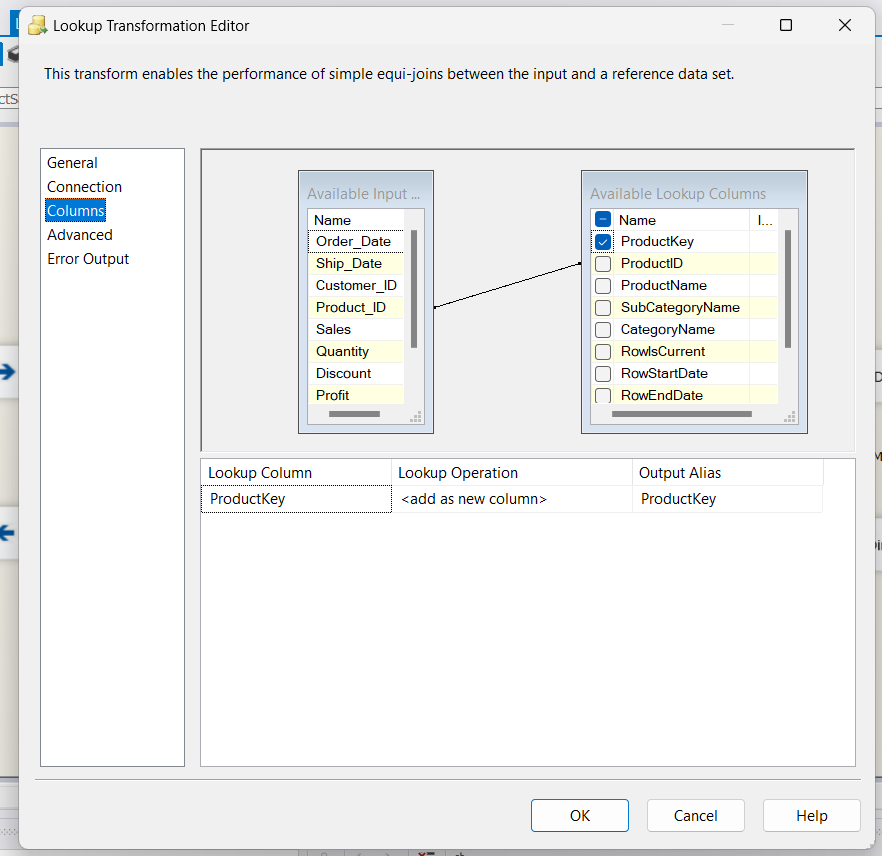 Lookup Transformation Editor
This transform enables the performance of simple equi-joins between the input and a reference data set.
General
Connection
Columns
Advanced
Error Output
Available Input ...
Name
Order_Date
Ship_Date
Customer_ID
Product_ID
Sales
Quantity
Discount
Profit
Available Lookup Columns
Name I...
ProductKey
ProductID
ProductName
SubCategoryName
CategoryName
RowIsCurrent
RowStartDate
RowEndDate
Lookup Column Lookup Operation Output Alias
ProductKey <add as new column> ProductKey
OK Cancel Help